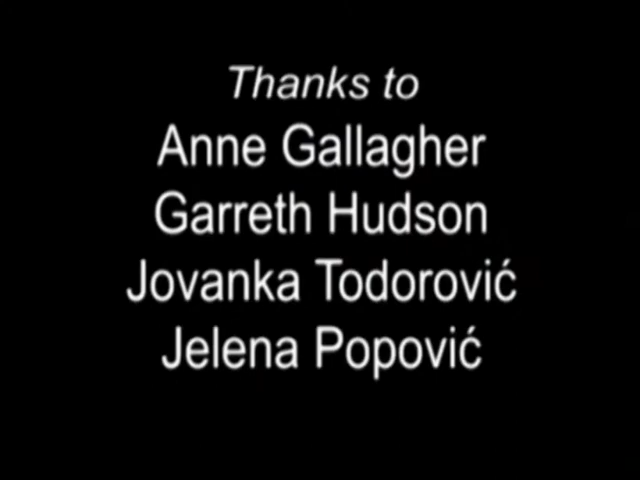 Thanks to
Anne Gallagher
Garreth Hudson
Jovanka Todorović
Jelena Popović